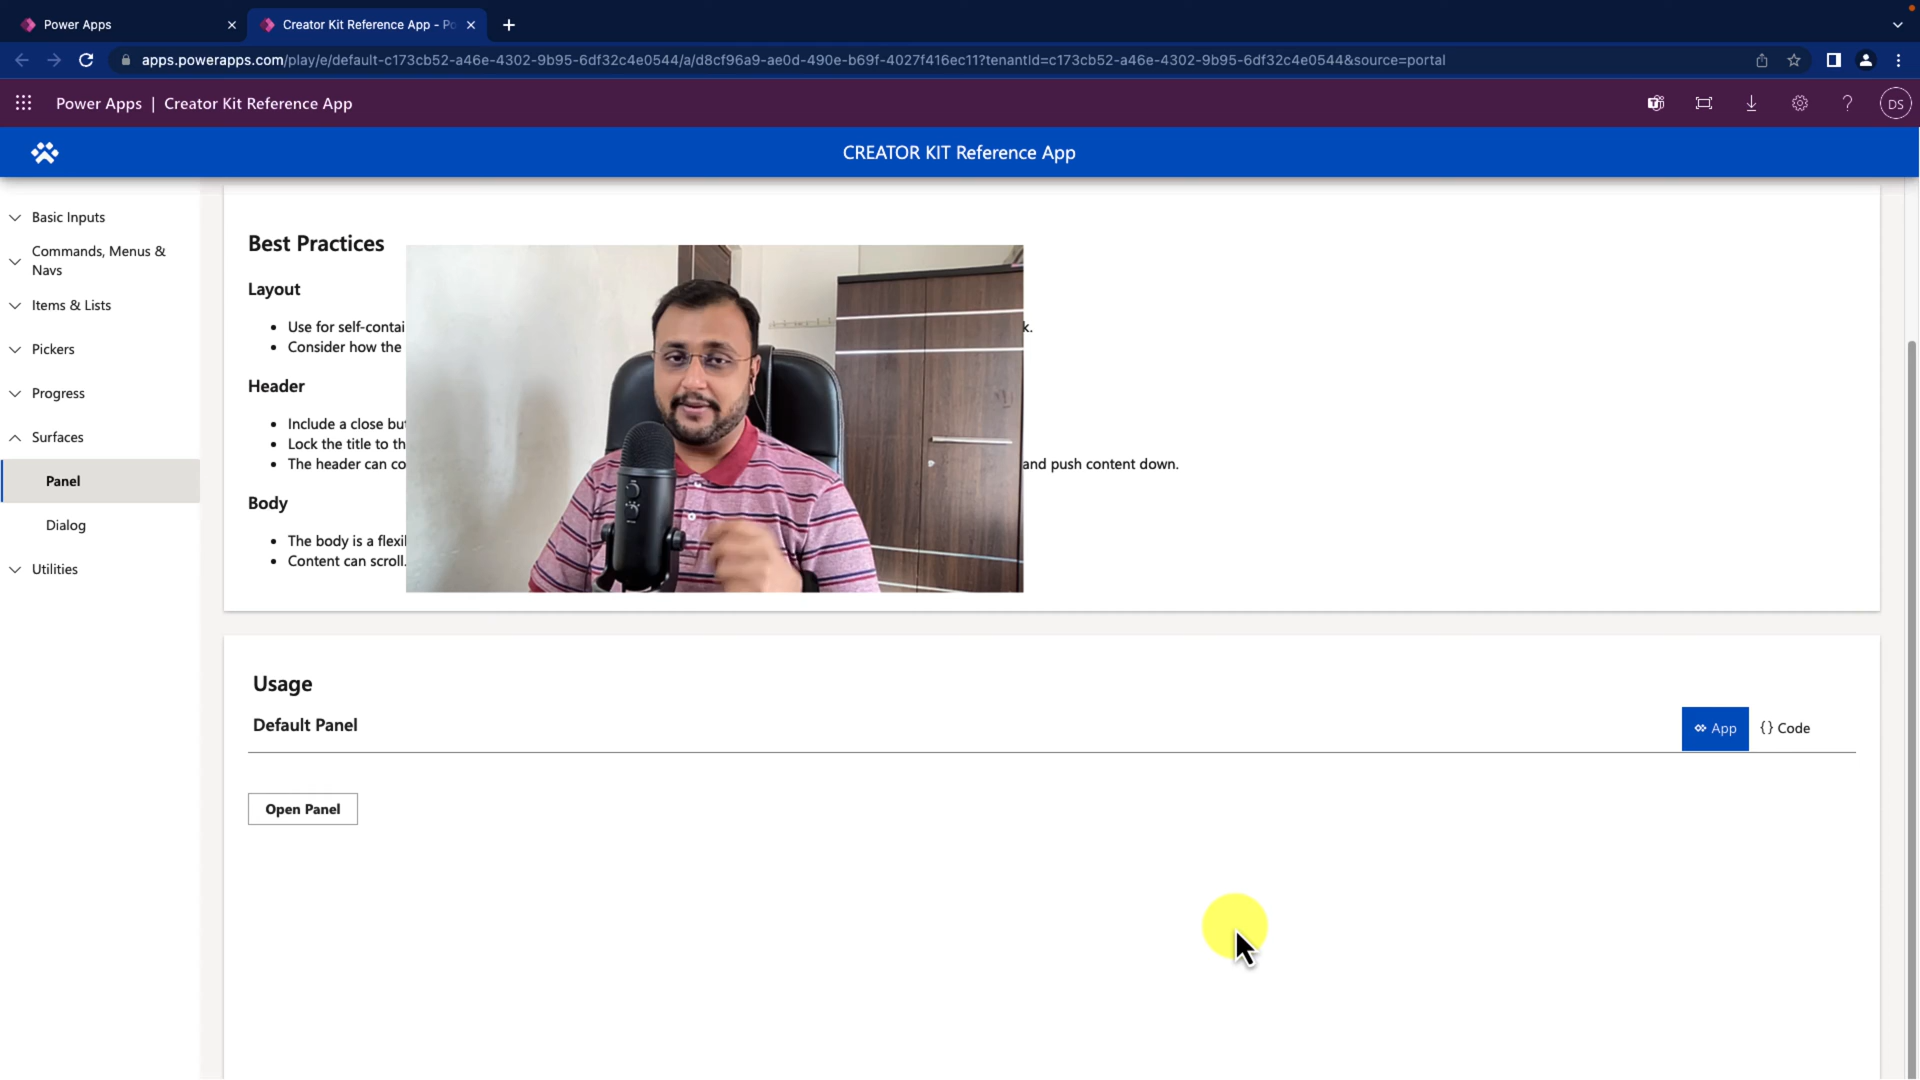 Power Apps
Creator Kit Reference App - Po
apps.powerapps.com/play/e/default-c173cb52-a46e-4302-9b95-6df32c4e0544/a/d8cf96a9-ae0d-490e-b69f-4027f416ec11?tenantId=c173cb52-a46e-4302-9b95-6df32c4e0544&source=portal
Power Apps | Creator Kit Reference App
? DS
CREATOR KIT Reference App
Basic Inputs
Commands, Menus &
Navs
Items & Lists
Pickers
Progress
Surfaces
Panel
Dialog
Utilities
Best Practices
Layout
Use for self-contai k.
Consider how the
Header
Include a close but
Lock the title to th
The header can co and push content down.
Body
The body is a flexil
Content can scroll.
Usage
Default Panel
App {} Code
Open Panel